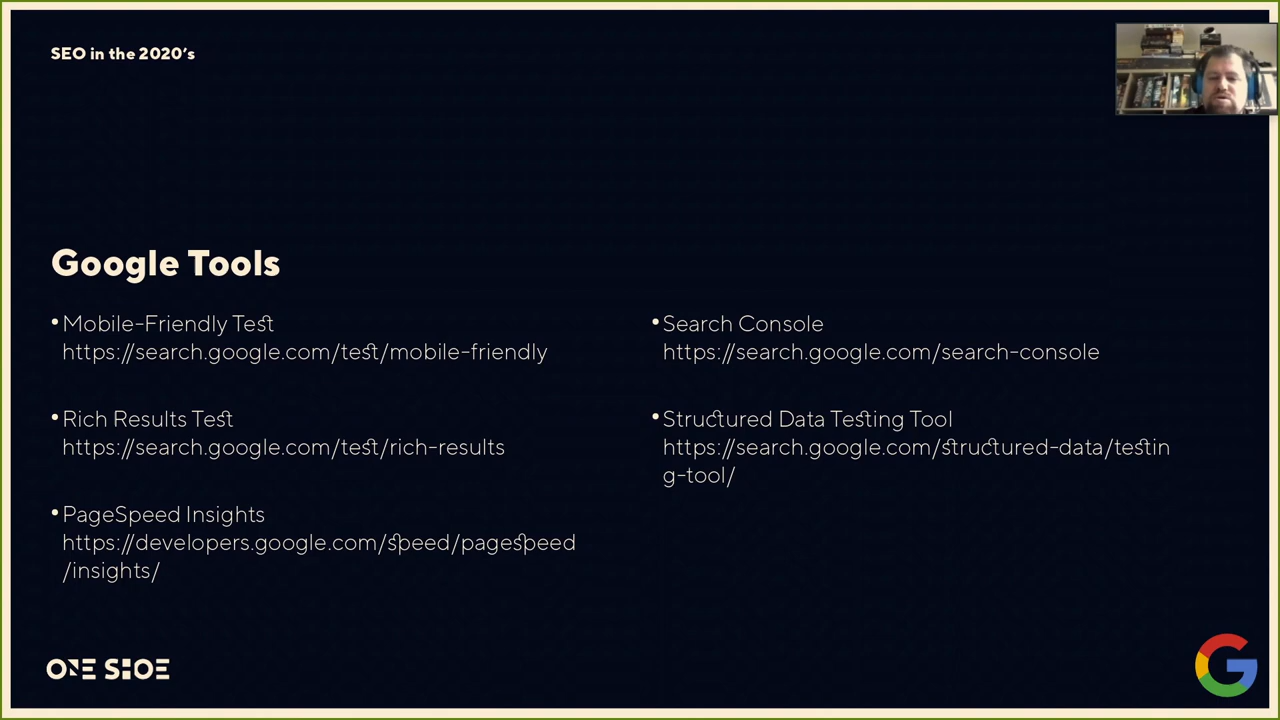 SEO in the 2020's
Google Tools
•Mobile-Friendly Test
https://search.google.com/test/mobile-friendly
•Rich Results Test
https://search.google.com/test/rich-results
•PageSpeed Insights
https://developers.google.com/speed/pagespeed
/insights/
•Search Console
https://search.google.com/search-console
•Structured Data Testing Tool
https://search.google.com/structured-data/testin
g-tool/
ONE SHOE
G